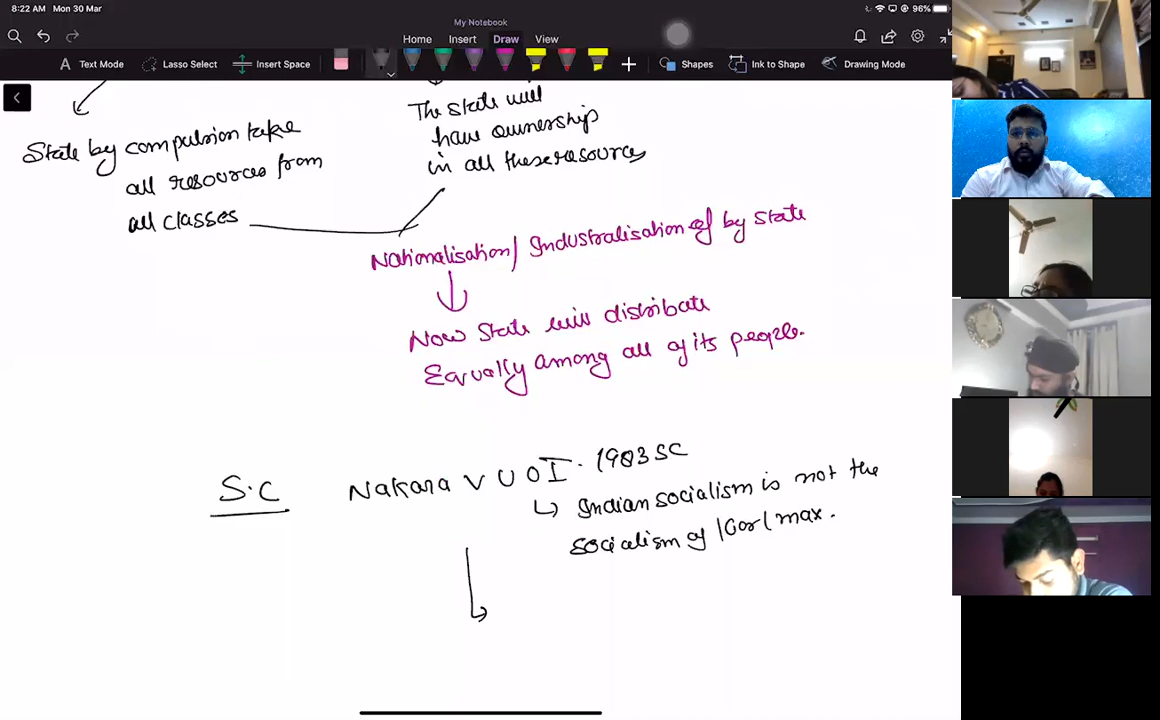 8:22 AM Mon 30 Mar
96%
My Notebook
Home Insert Draw View
Text Mode Lasso Select Insert Space Shapes Ink to Shape Drawing Mode
State by compulsion take
all resources from
all classes
The State will
have ownership
in all these resources
Nationalisation/ Industralisation of by State
Now State will distribute
Equally among all of its people.
S.C Nakara V U O I. 1983 SC
↳ Indian socialism is not the
socialism of Karl max.